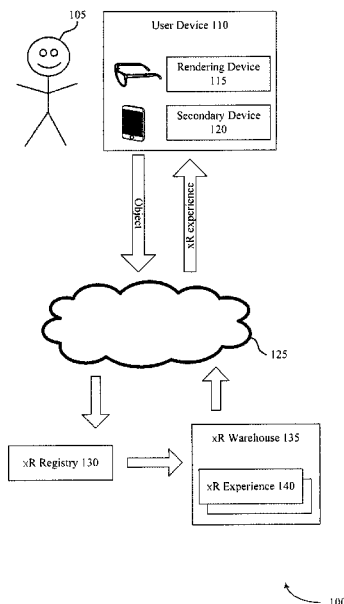 105
User Device 110
Rendering Device
115
Secondary Device
120
Object
xR experience
125
xR Registry 130
xR Warehouse 135
xR Experience 140
100